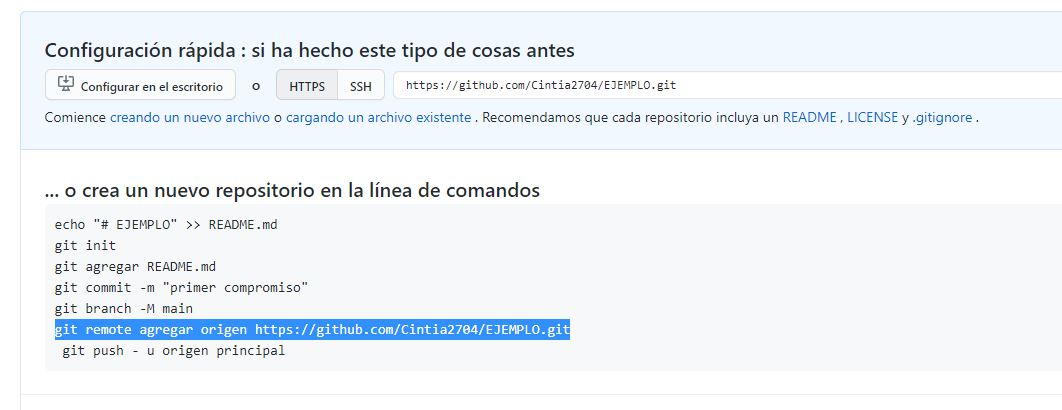 Configuración rápida : si ha hecho este tipo de cosas antes
Configurar en el escritorio o HTTPS SSH https://github.com/Cintia2704/EJEMPLO.git
Comience creando un nuevo archivo o cargando un archivo existente . Recomendamos que cada repositorio incluya un README , LICENSE y .gitignore .
... o crea un nuevo repositorio en la línea de comandos
echo "# EJEMPLO" >> README.md
git init
git agregar README.md
git commit -m "primer compromiso"
git branch -M main
git remote agregar origen https://github.com/Cintia2704/EJEMPLO.git
git push - u origen principal